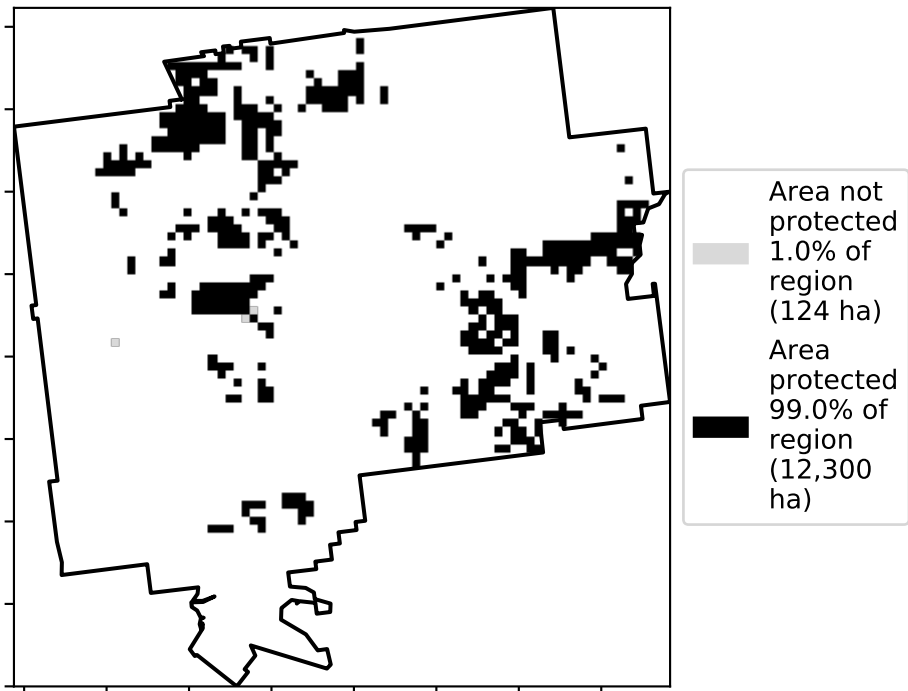 Area not
protected
1.0% of
region
(124 ha)
Area
protected
99.0% of
region
(12,300
ha)